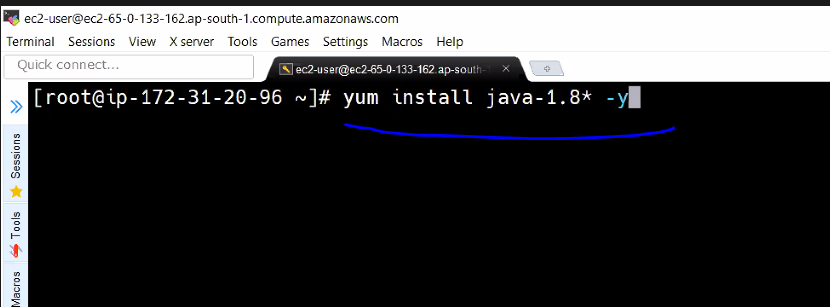 ec2-user@ec2-65-0-133-162.ap-south-1.compute.amazonaws.com
Terminal Sessions View X server Tools Games Settings Macros Help
Quick connect...
ec2-user@ec2-65-0-133-162.ap-south-
[root@ip-172-31-20-96 ~]# yum install java-1.8* -y
Sessions
Tools
Macros